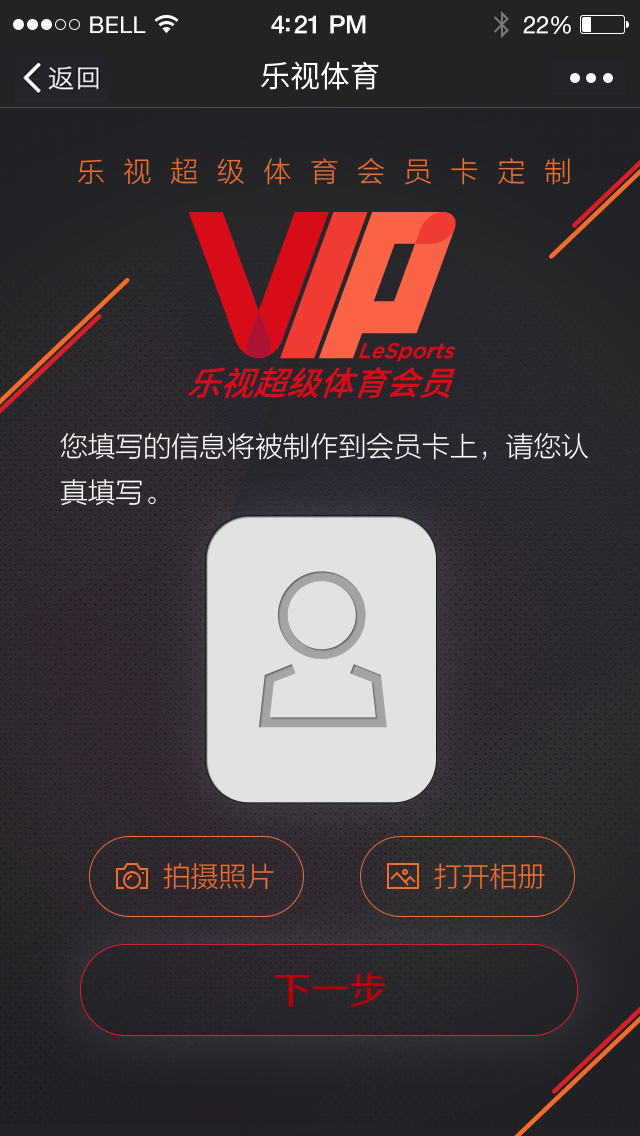 BELL 4:21 PM 22%
返回 乐视体育
乐视超级体育会员卡定制
VIP
LeSports
乐视超级体育会员
您填写的信息将被制作到会员卡上，请您认
真填写。
拍摄照片 打开相册
下一步